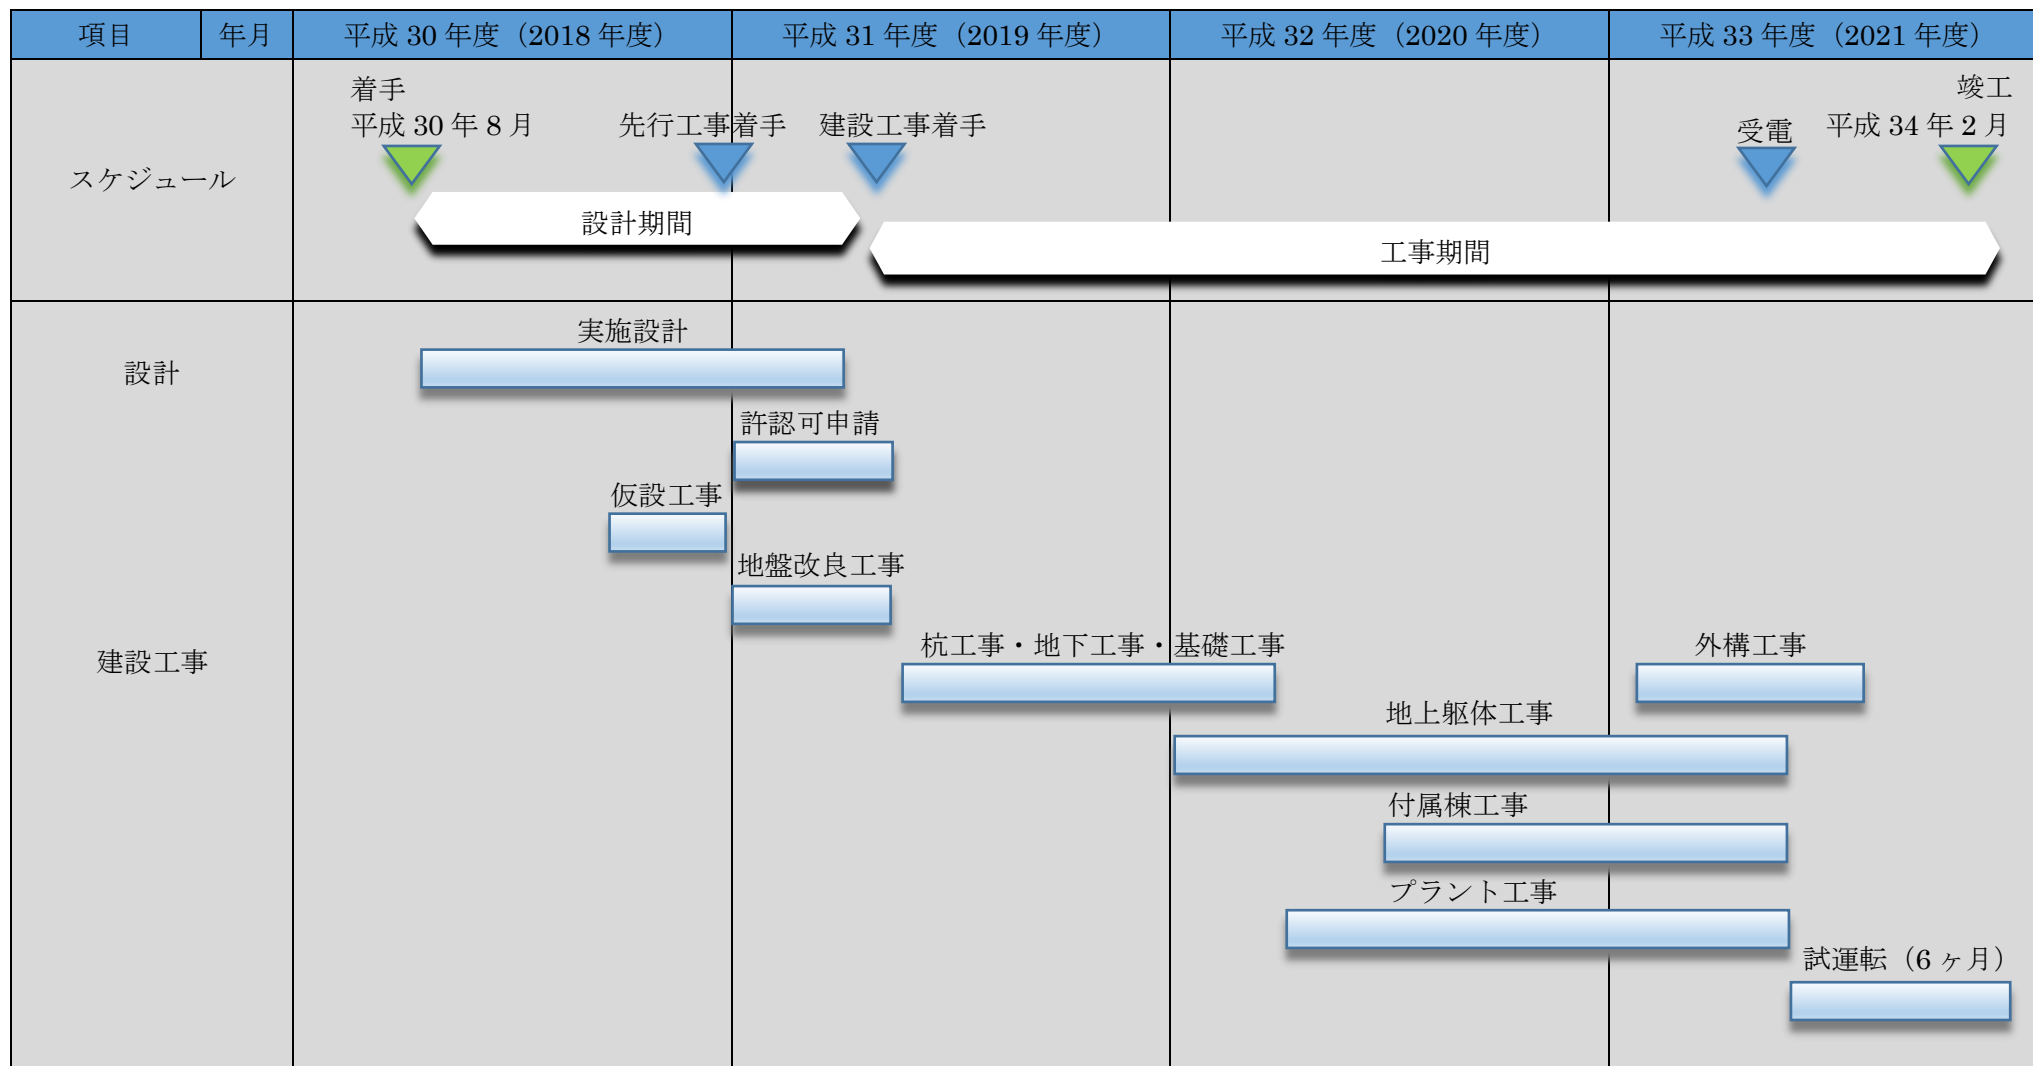 項目 年月 平成 30 年度（2018 年度） 平成 31 年度（2019 年度） 平成 32 年度（2020 年度） 平成 33 年度（2021 年度）
スケジュール
着手
平成 30 年 8 月
先行工事着手
建設工事着手
受電
竣工
平成 34 年 2 月
設計期間
工事期間
設計
実施設計
許認可申請
建設工事
仮設工事
地盤改良工事
杭工事・地下工事・基礎工事
外構工事
地上躯体工事
付属棟工事
プラント工事
試運転（6 ヶ月）